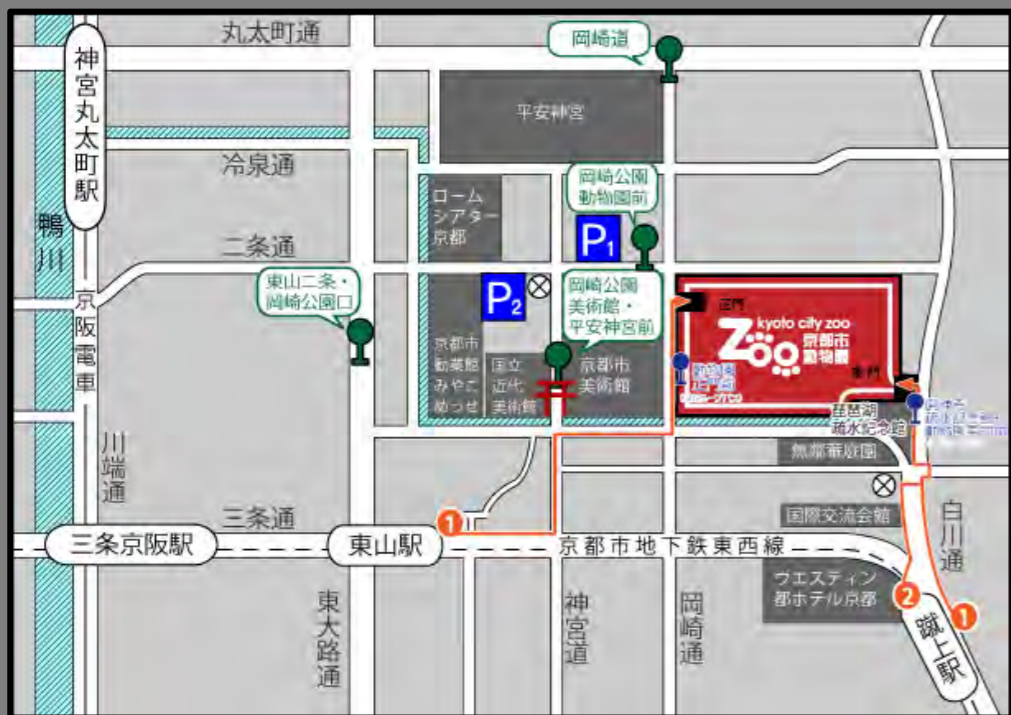 丸太町通
岡崎道
神宮丸太町駅
平安神宮
冷泉通
岡崎公園
動物園前
ローム
シアター
京都
鴨川
二条通
P1
東山二条・
岡崎公園口
P2
岡崎公園
美術館・
平安神宮前
正門
kyoto city zoo
Zoo
京都市
動物園
東門
京阪電車
京都市
勧業館
みやこ
めっせ
国立
近代
美術館
京都市
美術館
琵琶湖
疏水記念館
無鄰菴庭園
川端通
三条通
1
国際交流会館
白川通
三条京阪駅
東山駅
京都市地下鉄東西線
ウエスティン
都ホテル京都
2
1
東大路通
神宮道
岡崎通
蹴上駅